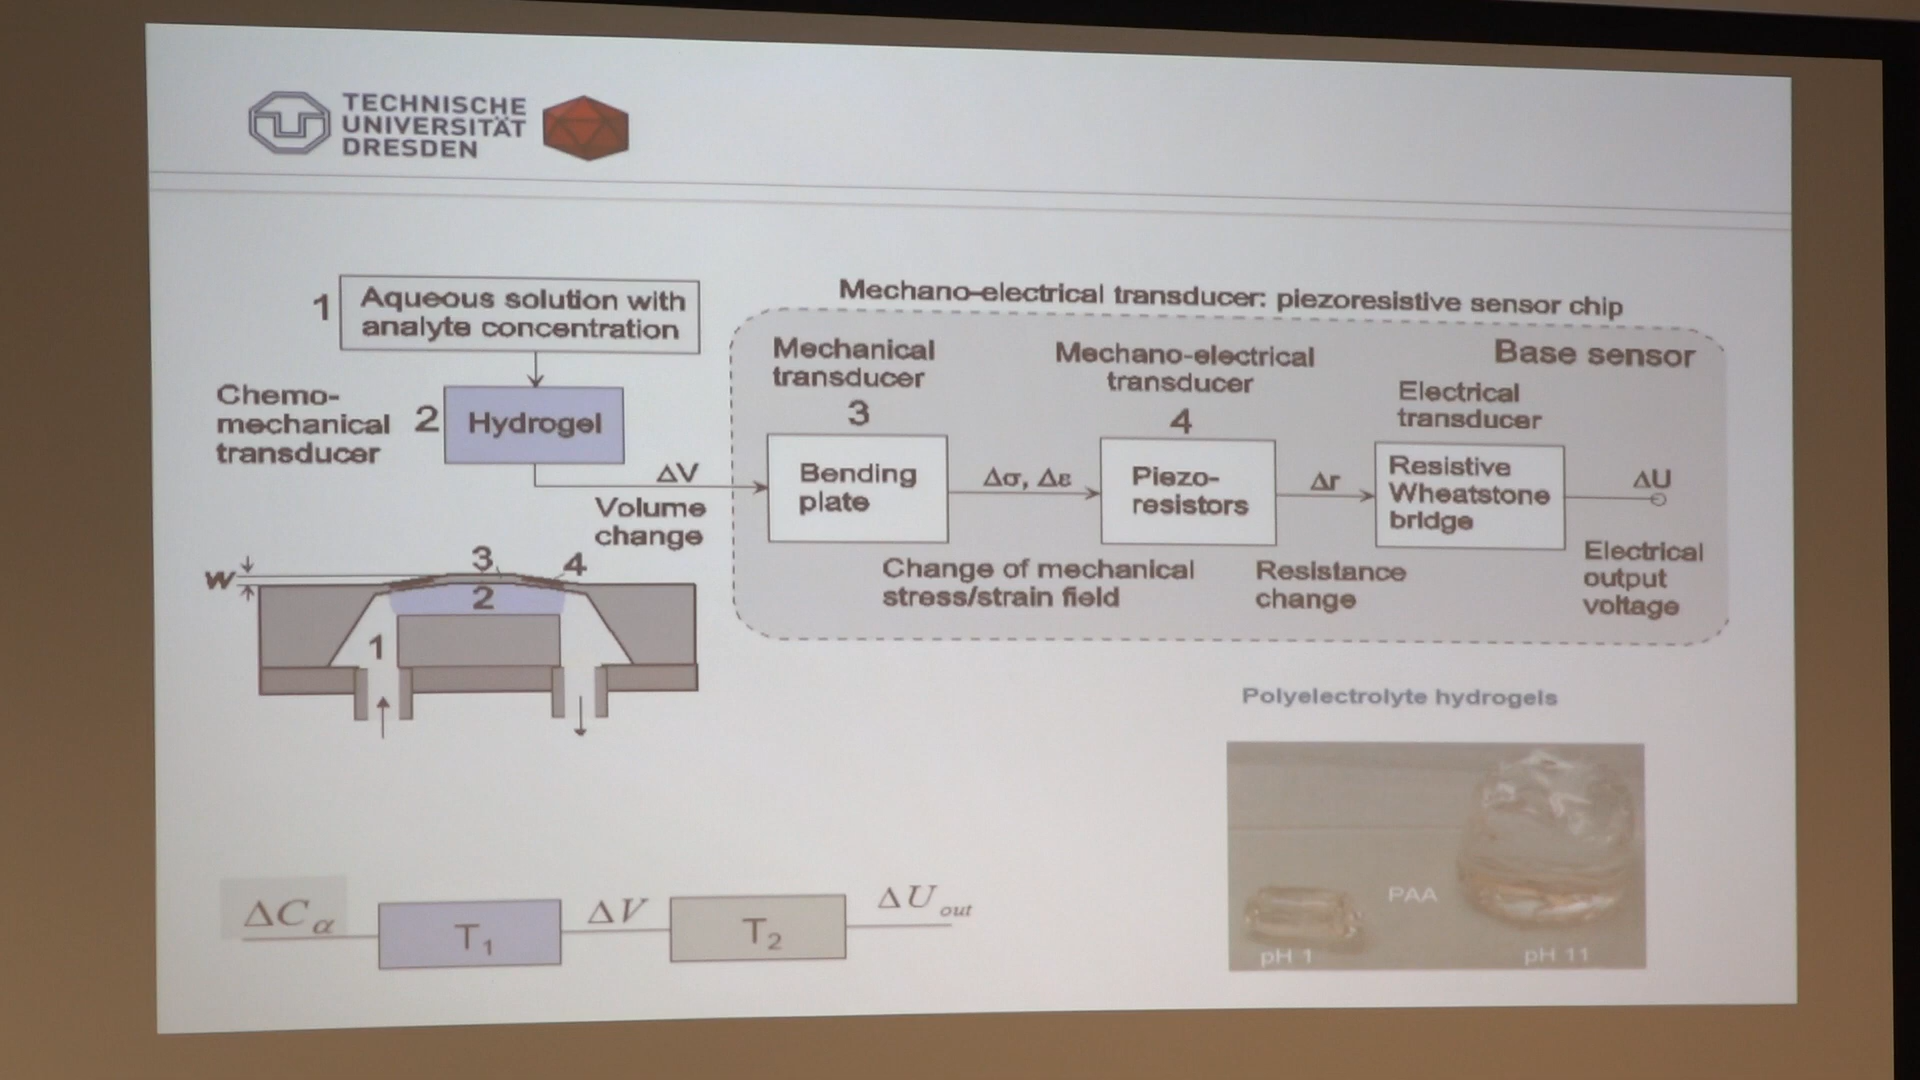 TECHNISCHE
UNIVERSITÄT
DRESDEN
1
Aqueous solution with
analyte concentration
Chemo-
mechanical
transducer
2
Hydrogel
ΔV
Volume
change
Mechano-electrical transducer: piezoresistive sensor chip
Base sensor
Mechanical
transducer
3
Bending
plate
Δσ, Δε
Change of mechanical
stress/strain field
Mechano-electrical
transducer
4
Piezo-
resistors
Δr
Resistance
change
Electrical
transducer
Resistive
Wheatstone
bridge
ΔU
Electrical
output
voltage
w
3
4
2
1
Polyelectrolyte hydrogels
PAA
pH 1
pH 11
ΔCα
T1
ΔV
T2
ΔUout